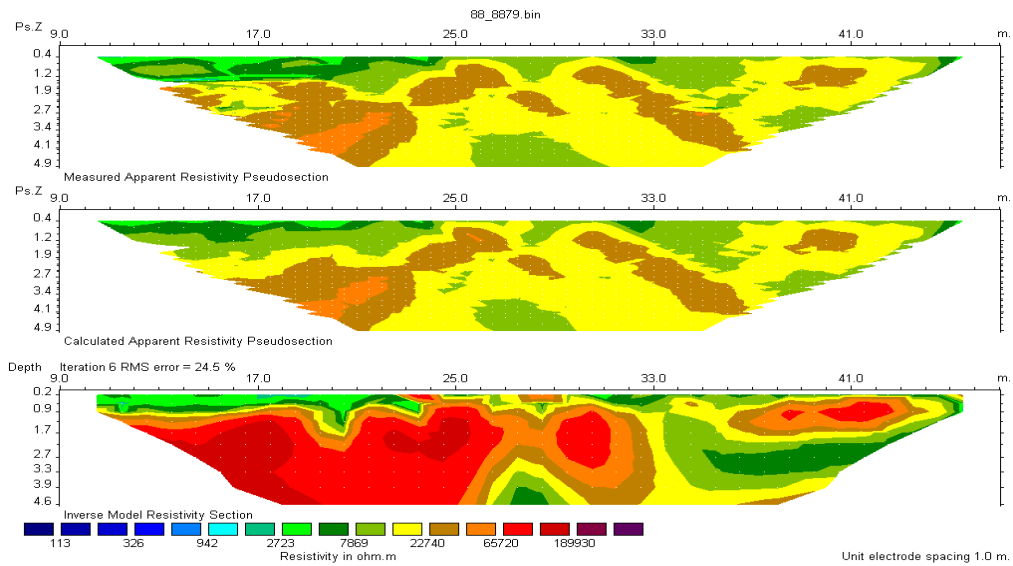 88_8879.bin
Ps.Z 9.0 17.0 25.0 33.0 41.0 m.
0.4
1.2
1.9
2.7
3.4
4.1
4.9
Measured Apparent Resistivity Pseudosection
Ps.Z 9.0 17.0 25.0 33.0 41.0 m.
0.4
1.2
1.9
2.7
3.4
4.1
4.9
Calculated Apparent Resistivity Pseudosection
Depth Iteration 6 RMS error = 24.5 %
9.0 17.0 25.0 33.0 41.0 m.
0.2
0.9
1.7
2.7
3.3
3.9
4.6
Inverse Model Resistivity Section
113 326 942 2723 7869 22740 65720 189930
Resistivity in ohm.m
Unit electrode spacing 1.0 m.